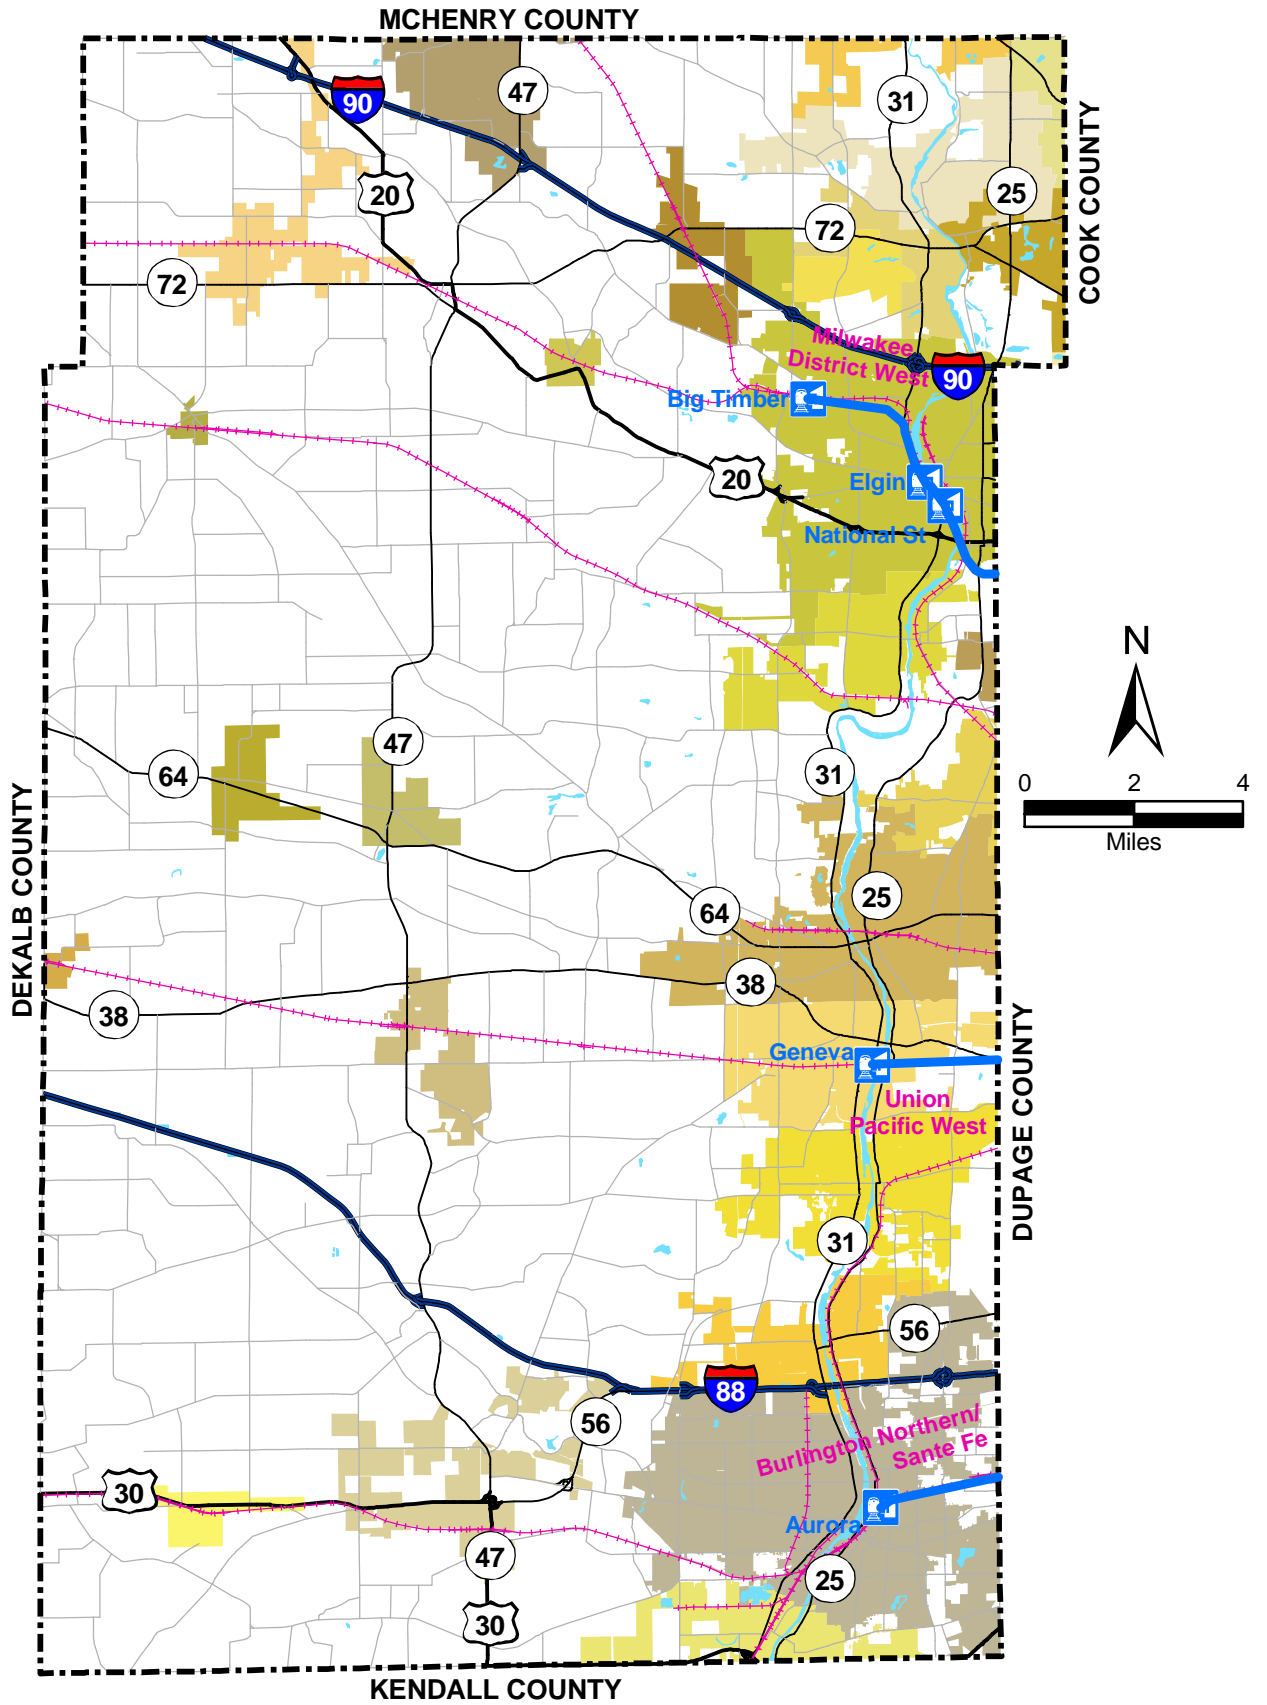 MCHENRY COUNTY
90
47
31
25
20
COOK COUNTY
72
72
Milwakee
District West
90
Big Timber
20
Elgin
National St
N
47
31
64
0 2 4
Miles
25
64
DEKALB COUNTY
38
38
Geneva
Union
Pacific West
DUPAGE COUNTY
31
56
88
56
Burlington Northern/
Sante Fe
30
Aurora
47
25
30
KENDALL COUNTY